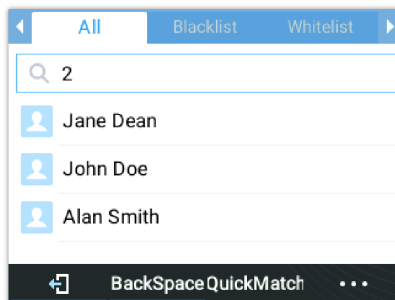 All Blacklist Whitelist
2
Jane Dean
John Doe
Alan Smith
BackSpace QuickMatch